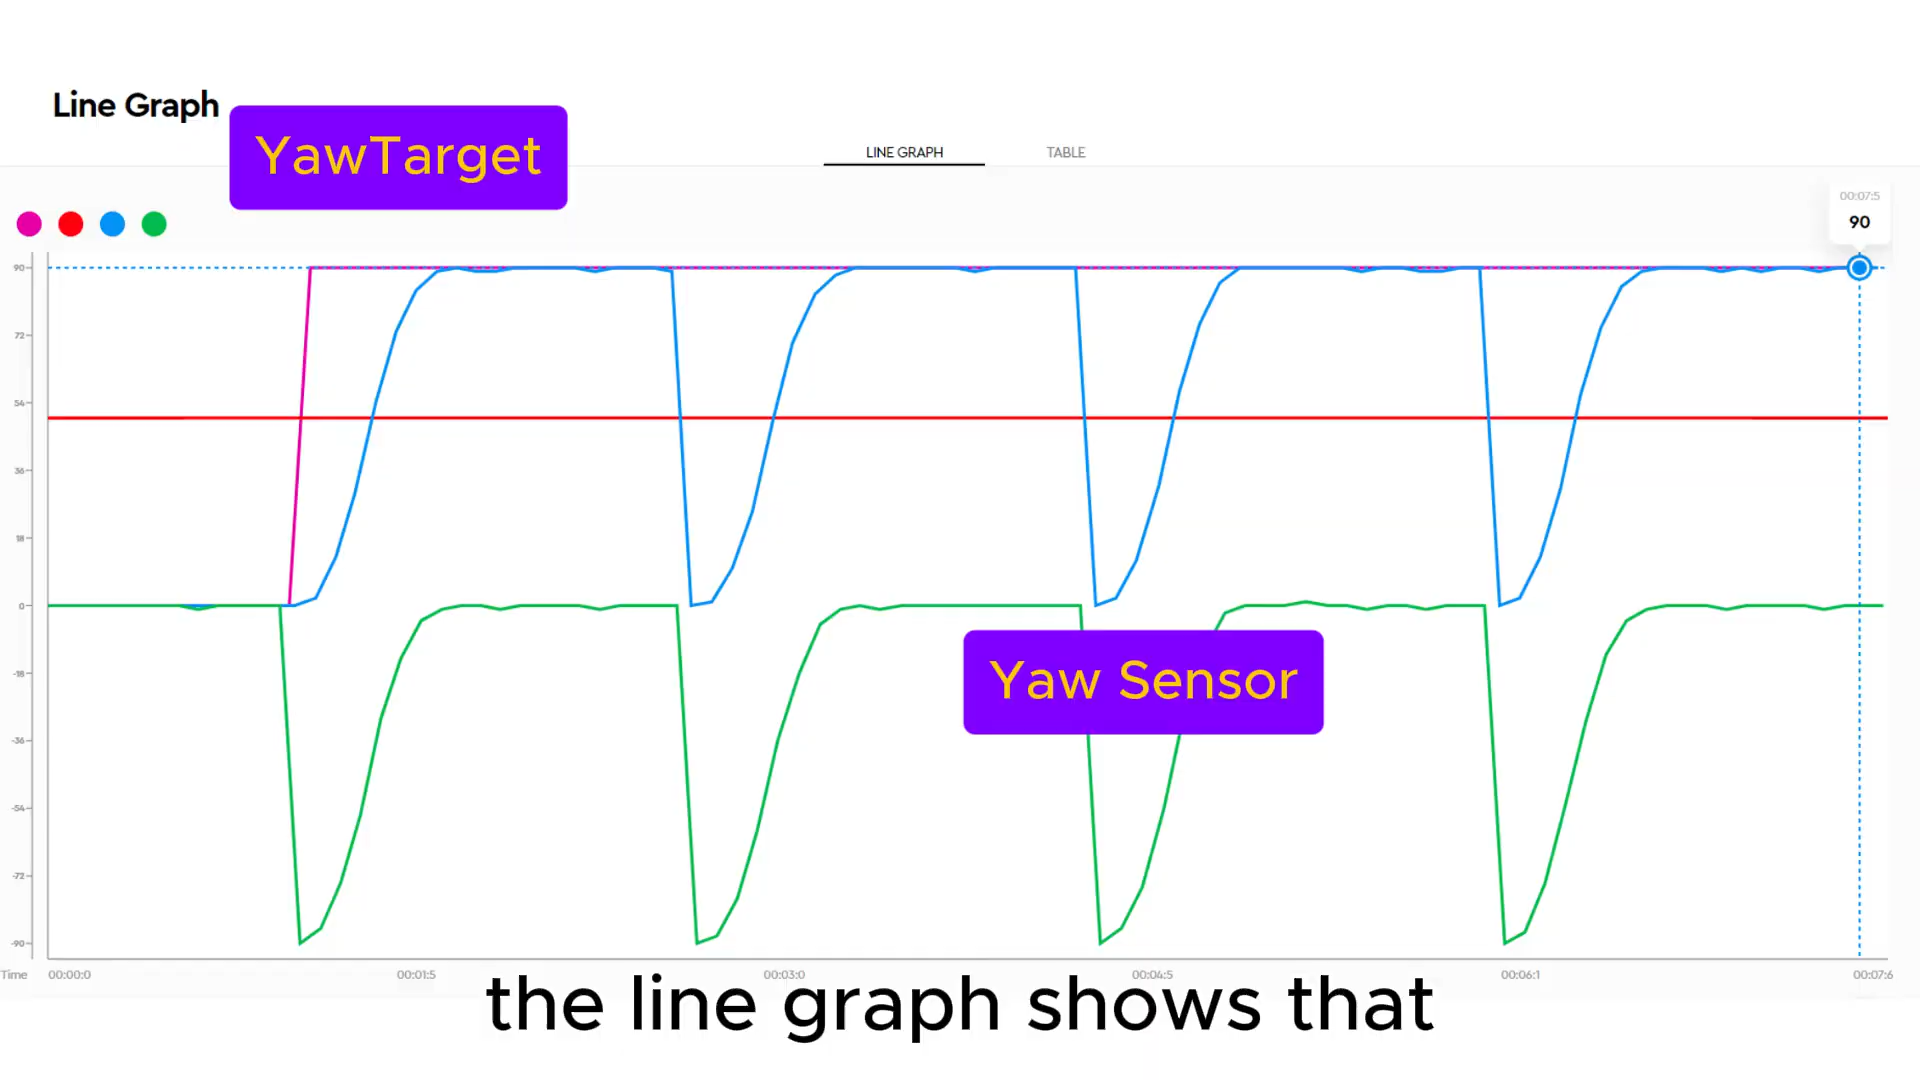 Line Graph
YawTarget
LINE GRAPH
TABLE
00:07:5
90
90
72
54
36
18
0
-18
-36
-54
-72
-90
Yaw Sensor
Time
00:00:0
00:01:5
00:03:0
00:04:5
00:06:1
00:07:6
the line graph shows that